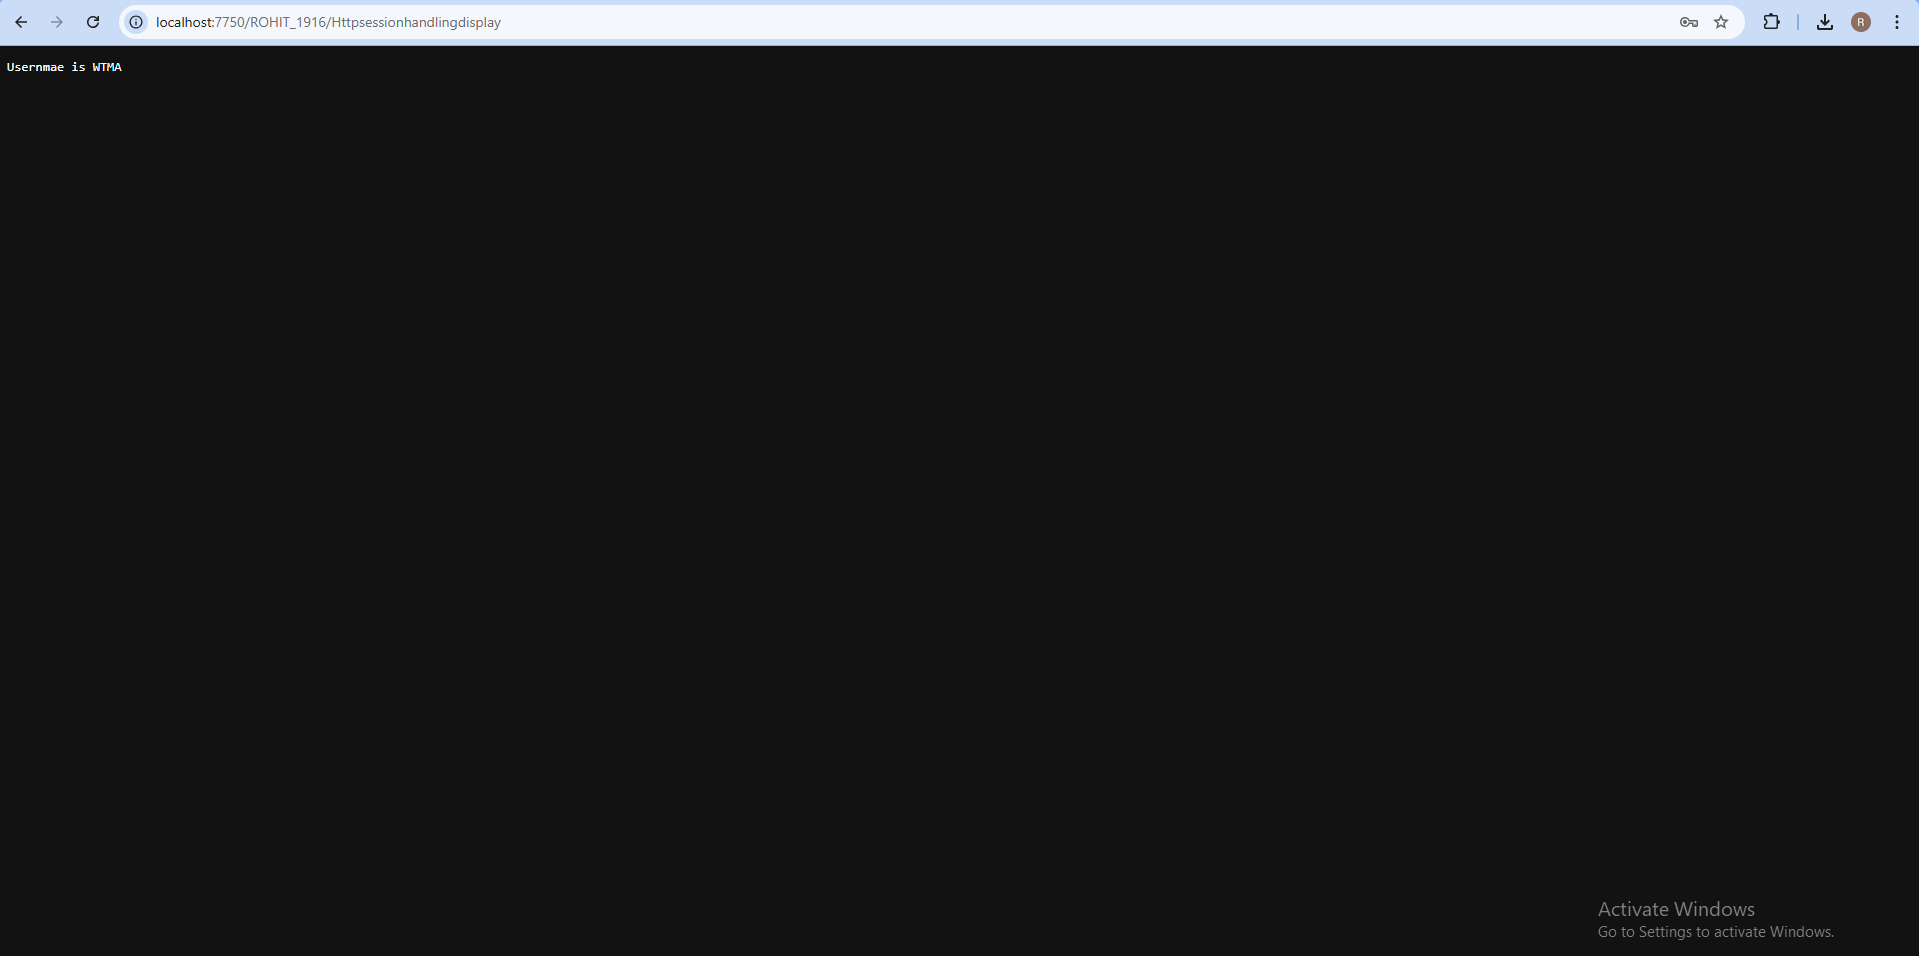 localhost:7750/ROHIT_1916/Httpsessionhandlingdisplay
R
Usernmae is WTMA
Activate Windows
Go to Settings to activate Windows.